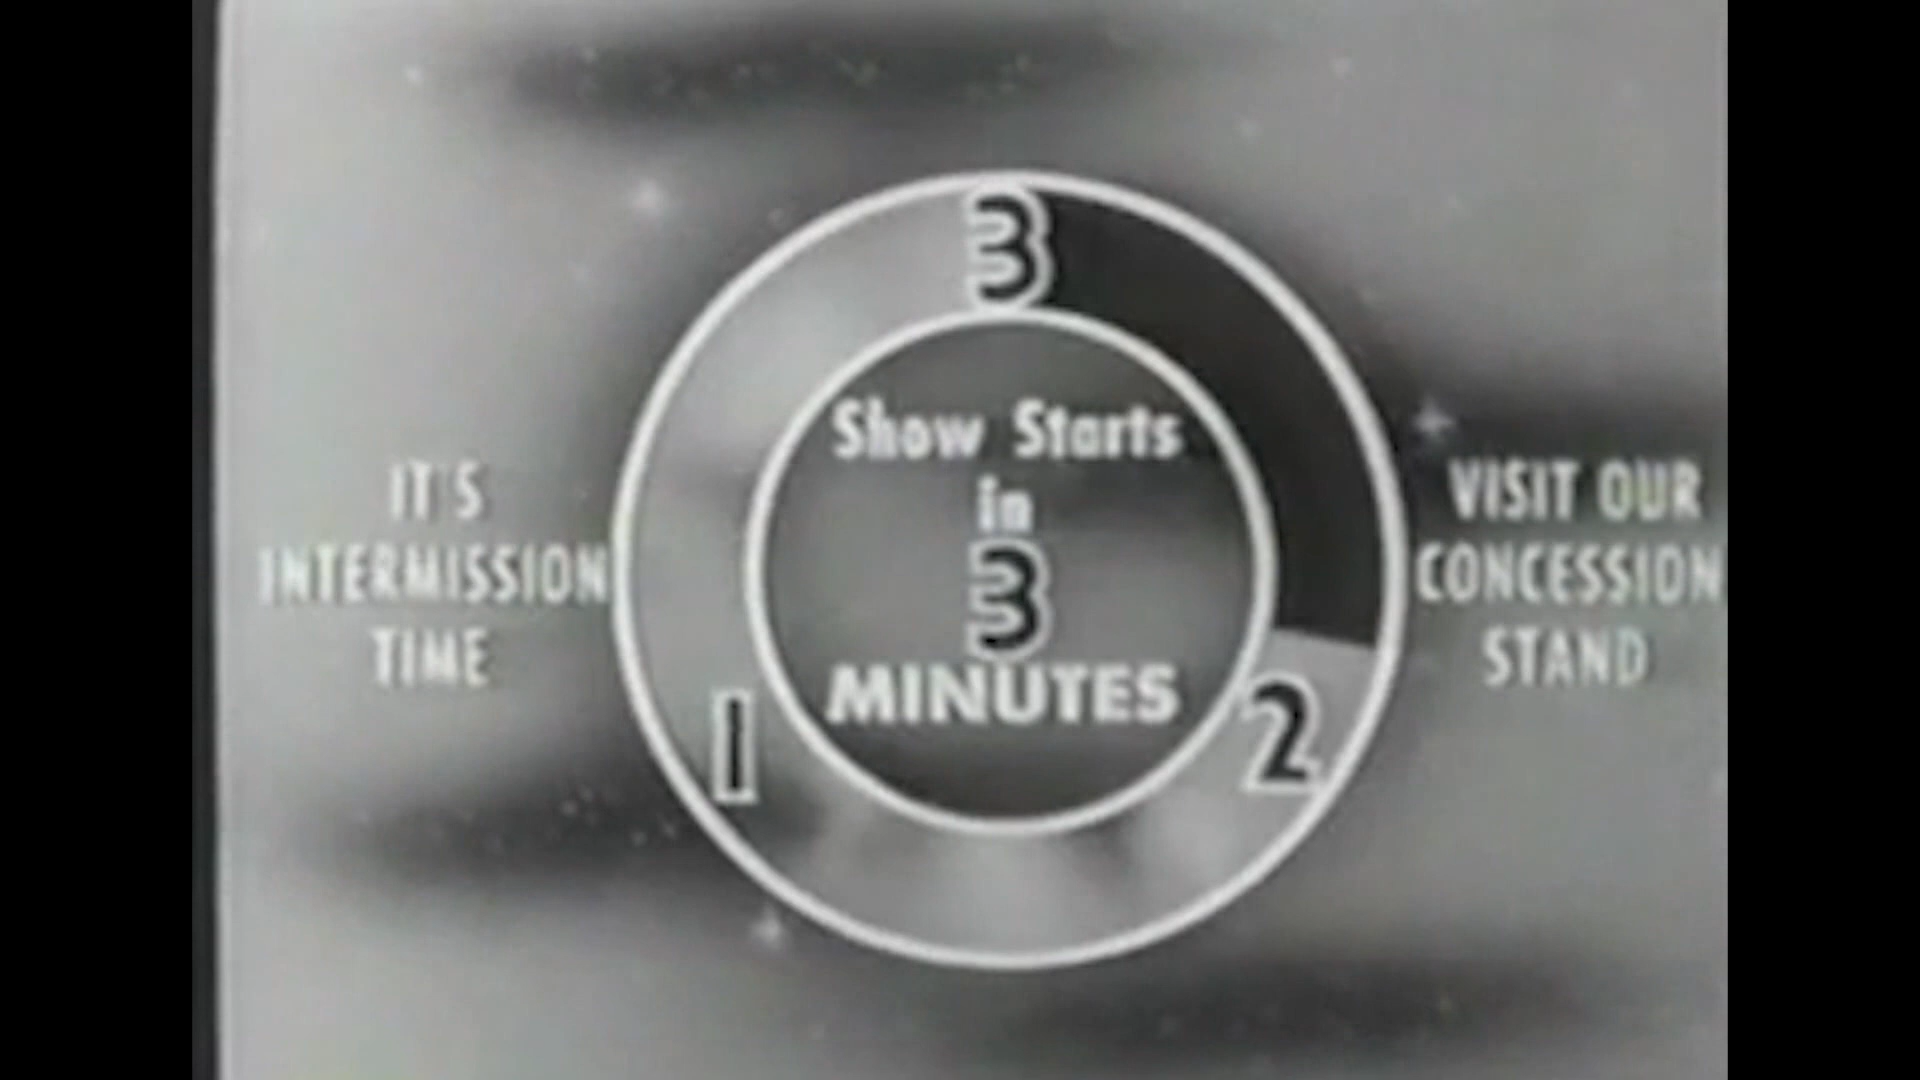 3
Show Starts
in
3
MINUTES
IT'S
INTERMISSION
TIME
VISIT OUR
CONCESSION
STAND
1
2